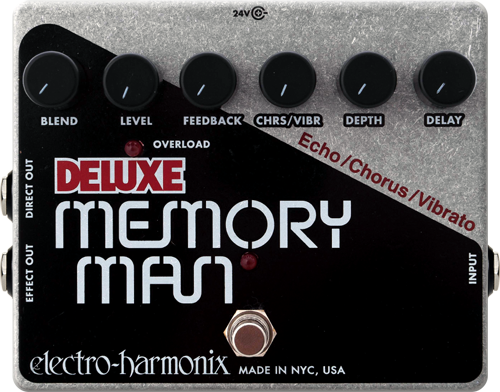 24V
BLEND LEVEL FEEDBACK CHRS/VIBR DEPTH DELAY
OVERLOAD
Echo/Chorus/Vibrato
DELUXE
MEMORY
MAN
DIRECT OUT
EFFECT OUT
INPUT
electro-harmonix MADE IN NYC, USA